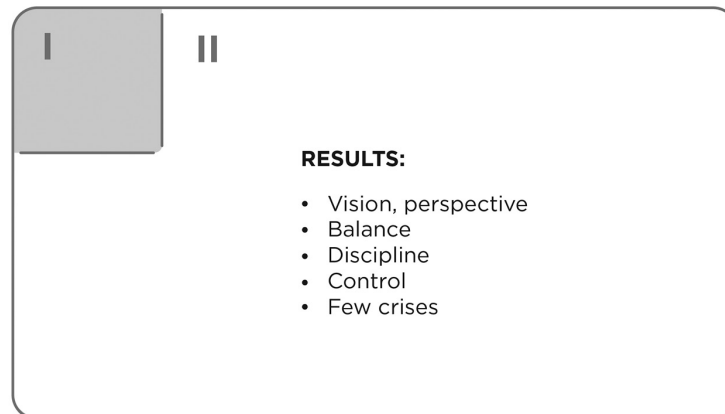 I II
RESULTS:
• Vision, perspective
• Balance
• Discipline
• Control
• Few crises